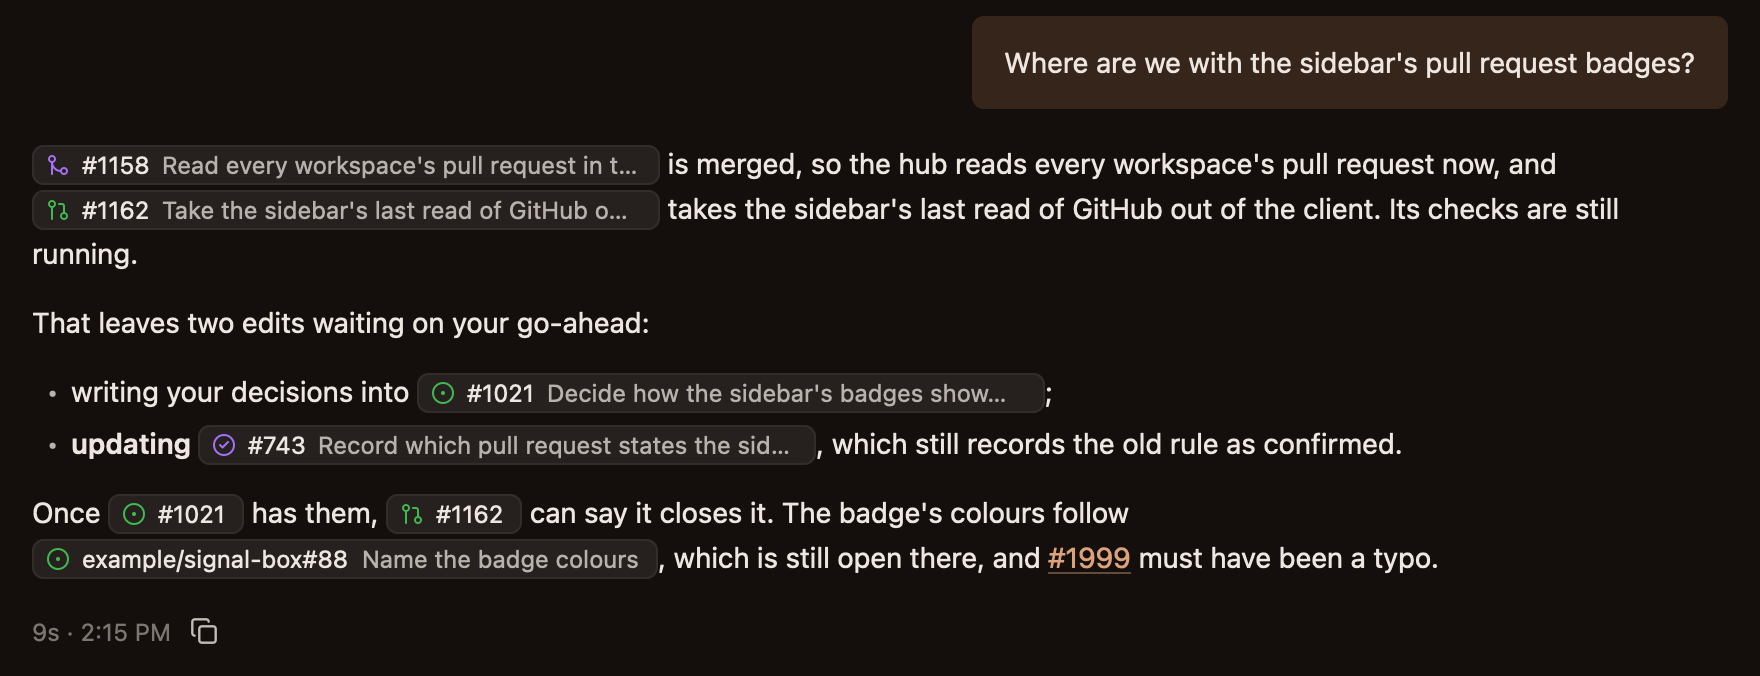 Where are we with the sidebar's pull request badges?
#1158 Read every workspace's pull request in t... is merged, so the hub reads every workspace's pull request now, and
#1162 Take the sidebar's last read of GitHub o... takes the sidebar's last read of GitHub out of the client. Its checks are still
running.
That leaves two edits waiting on your go-ahead:
• writing your decisions into #1021 Decide how the sidebar's badges show... ;
• updating #743 Record which pull request states the sid... , which still records the old rule as confirmed.
Once #1021 has them, #1162 can say it closes it. The badge's colours follow
example/signal-box#88 Name the badge colours , which is still open there, and #1999 must have been a typo.
9s · 2:15 PM